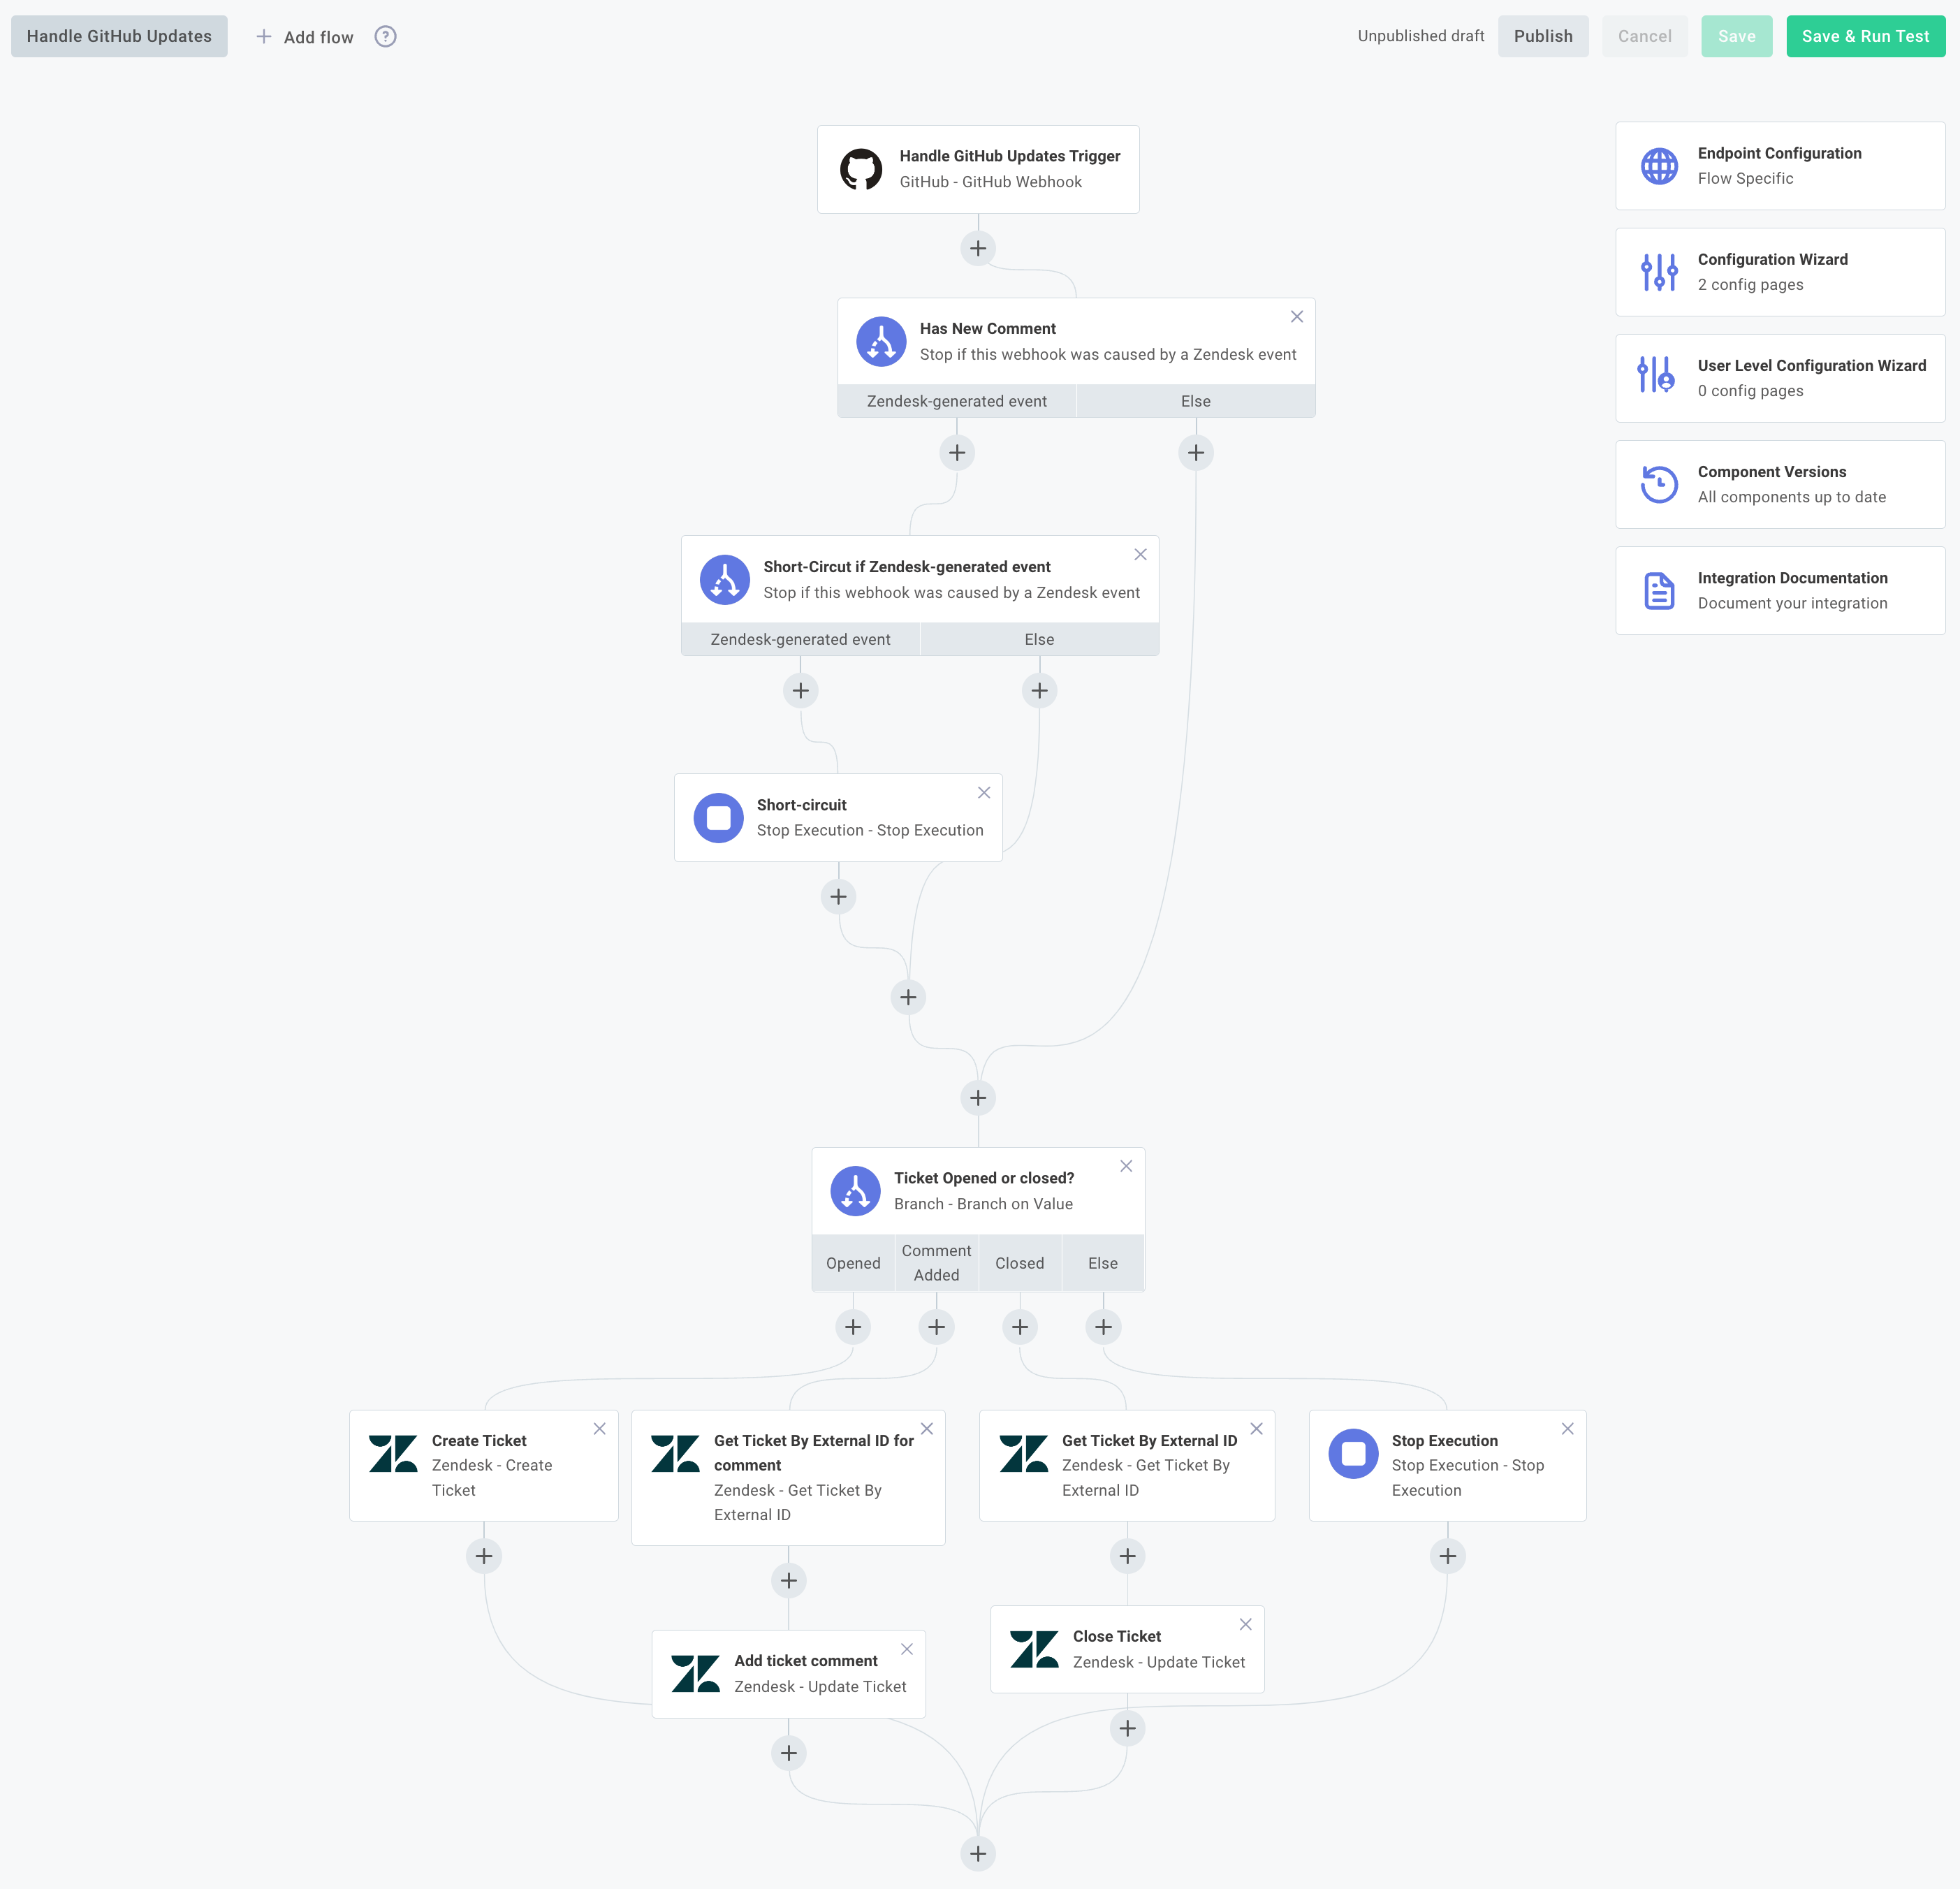 Handle GitHub Updates
Add flow
?
Unpublished draft
Publish
Cancel
Save
Save & Run Test
Handle GitHub Updates Trigger
GitHub - GitHub Webhook
Endpoint Configuration
Flow Specific
Configuration Wizard
2 config pages
User Level Configuration Wizard
0 config pages
Component Versions
All components up to date
Integration Documentation
Document your integration
Has New Comment
Stop if this webhook was caused by a Zendesk event
Zendesk-generated event
Else
Short-Circut if Zendesk-generated event
Stop if this webhook was caused by a Zendesk event
Zendesk-generated event
Else
Short-circuit
Stop Execution - Stop Execution
Ticket Opened or closed?
Branch - Branch on Value
Opened
Comment
Added
Closed
Else
Create Ticket
Zendesk - Create
Ticket
Get Ticket By External ID for
comment
Zendesk - Get Ticket By
External ID
Get Ticket By External ID
Zendesk - Get Ticket By
External ID
Stop Execution
Stop Execution - Stop
Execution
Add ticket comment
Zendesk - Update Ticket
Close Ticket
Zendesk - Update Ticket